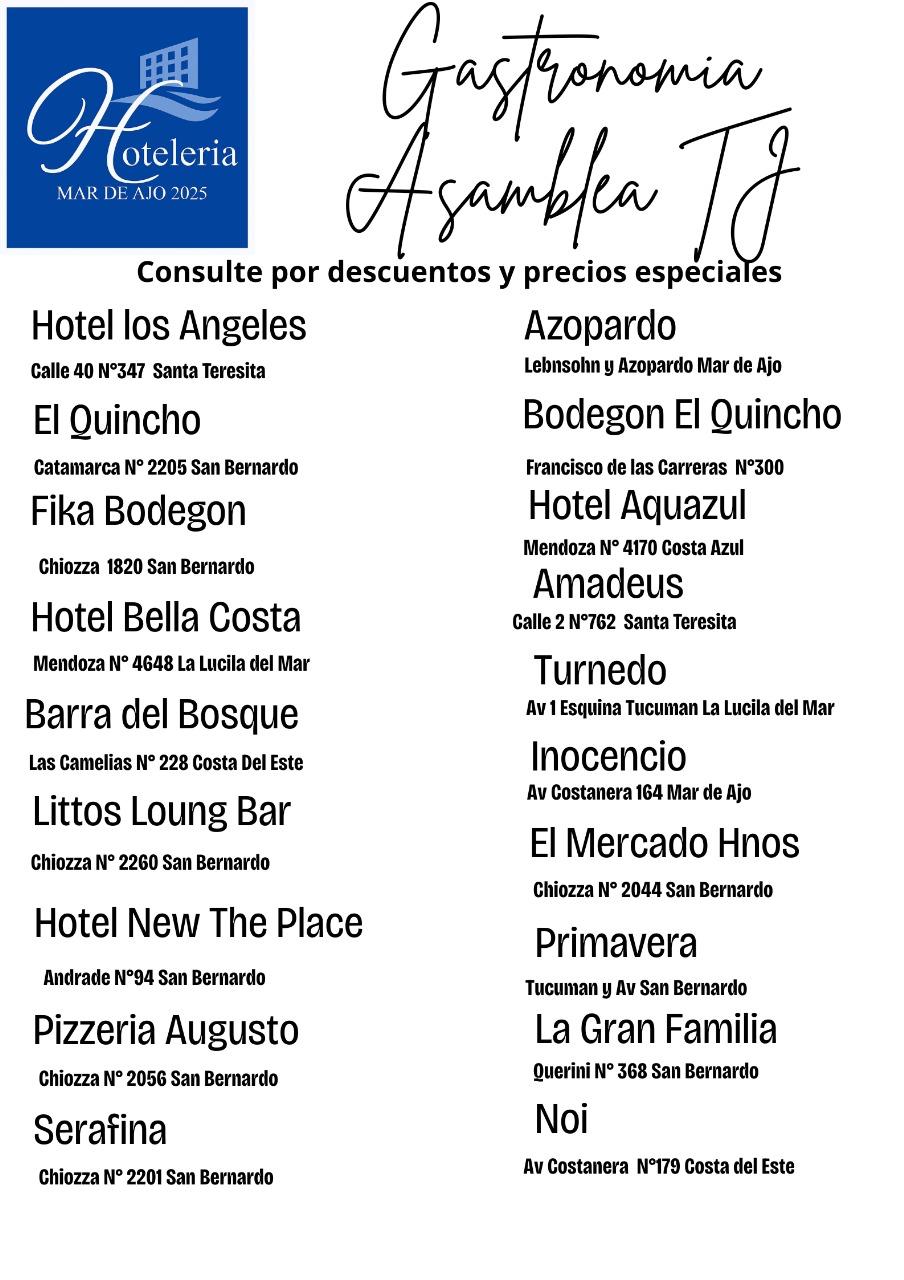 Hoteleria
MAR DE AJO 2025
Gastronomia
Asamblea TJ
Consulte por descuentos y precios especiales
Hotel los Angeles
Calle 40 N°347 Santa Teresita
El Quincho
Catamarca N° 2205 San Bernardo
Fika Bodegon
Chiozza 1820 San Bernardo
Hotel Bella Costa
Mendoza N° 4648 La Lucila del Mar
Barra del Bosque
Las Camelias N° 228 Costa Del Este
Littos Loung Bar
Chiozza N° 2260 San Bernardo
Hotel New The Place
Andrade N°94 San Bernardo
Pizzeria Augusto
Chiozza N° 2056 San Bernardo
Serafina
Chiozza N° 2201 San Bernardo
Azopardo
Lebnsohn y Azopardo Mar de Ajo
Bodegon El Quincho
Francisco de las Carreras N°300
Hotel Aquazul
Mendoza N° 4170 Costa Azul
Amadeus
Calle 2 N°762 Santa Teresita
Turnedo
Av 1 Esquina Tucuman La Lucila del Mar
Inocencio
Av Costanera 164 Mar de Ajo
El Mercado Hnos
Chiozza N° 2044 San Bernardo
Primavera
Tucuman y Av San Bernardo
La Gran Familia
Querini N° 368 San Bernardo
Noi
Av Costanera N°179 Costa del Este